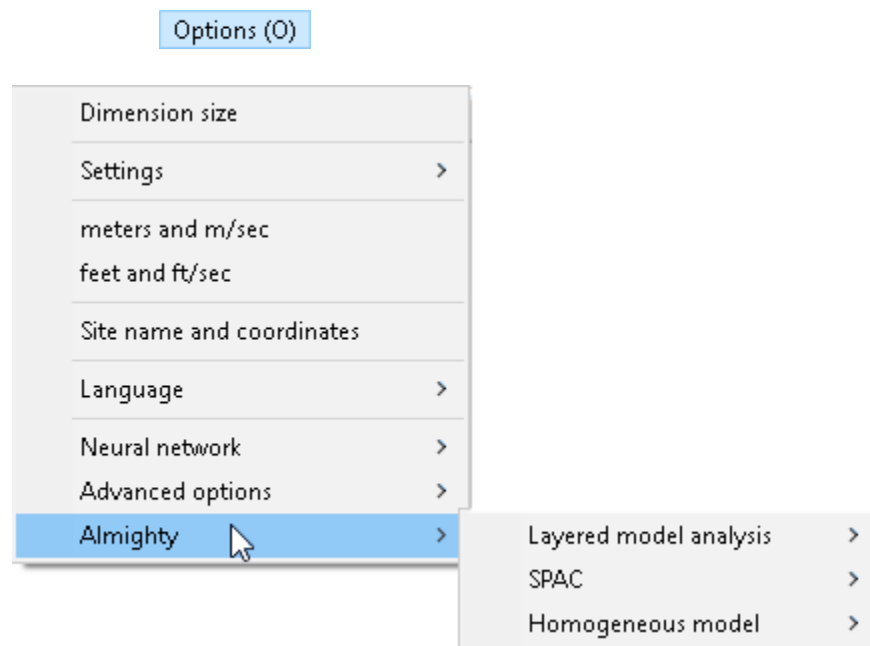 Options (O)
Dimension size
Settings
meters and m/sec
feet and ft/sec
Site name and coordinates
Language
Neural network
Advanced options
Almighty
Layered model analysis
SPAC
Homogeneous model